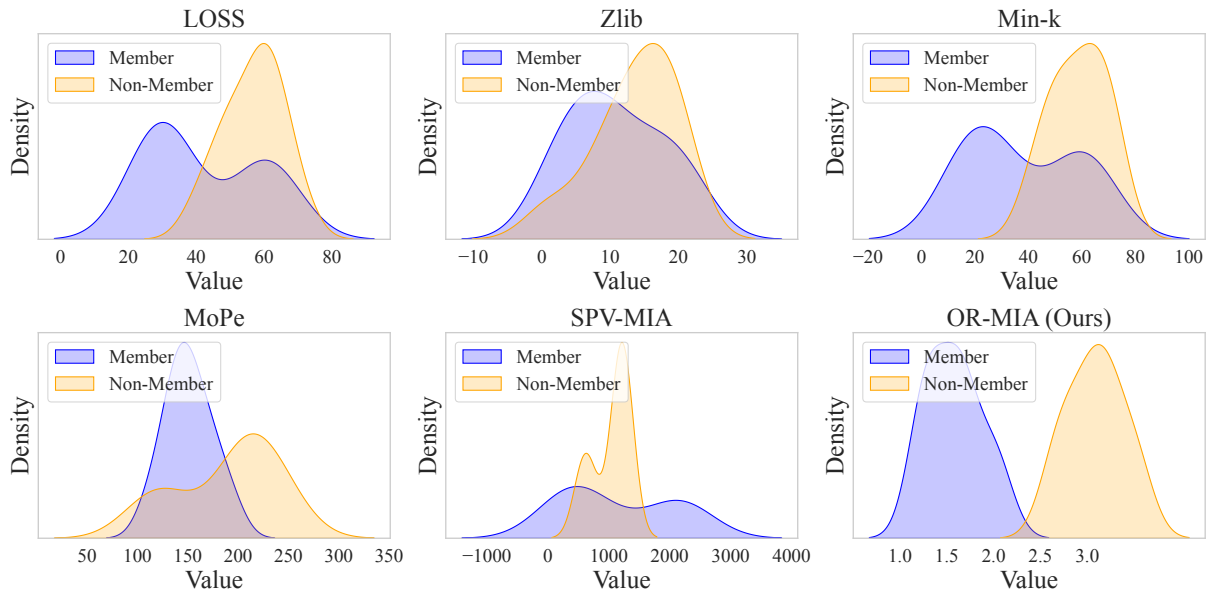 LOSS
Member
Non-Member
Density
0 20 40 60 80
Value
Zlib
Member
Non-Member
Density
−10 0 10 20 30
Value
Min-k
Member
Non-Member
Density
−20 0 20 40 60 80 100
Value
MoPe
Member
Non-Member
Density
50 100 150 200 250 300 350
Value
SPV-MIA
Member
Non-Member
Density
−1000 0 1000 2000 3000 4000
Value
OR-MIA (Ours)
Member
Non-Member
Density
1.0 1.5 2.0 2.5 3.0
Value